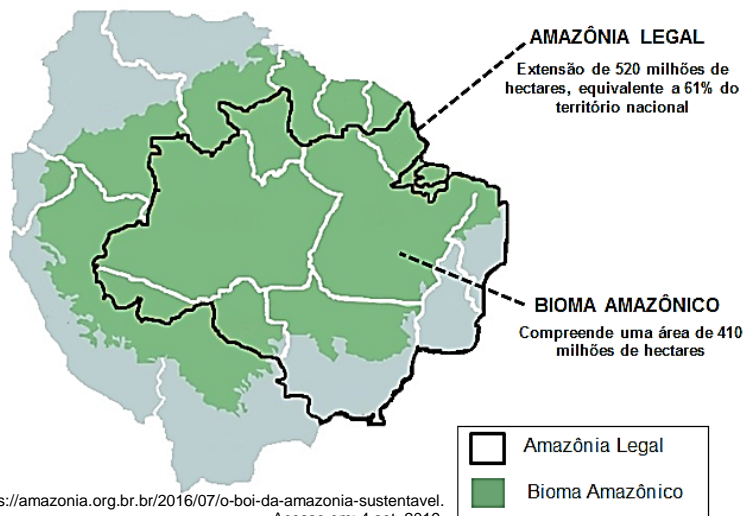 AMAZÔNIA LEGAL
Extensão de 520 milhões de
hectares, equivalente a 61% do
território nacional
BIOMA AMAZÔNICO
Compreende uma área de 410
milhões de hectares
Amazônia Legal
Bioma Amazônico
s://amazonia.org.br.br/2016/07/o-boi-da-amazonia-sustentavel.